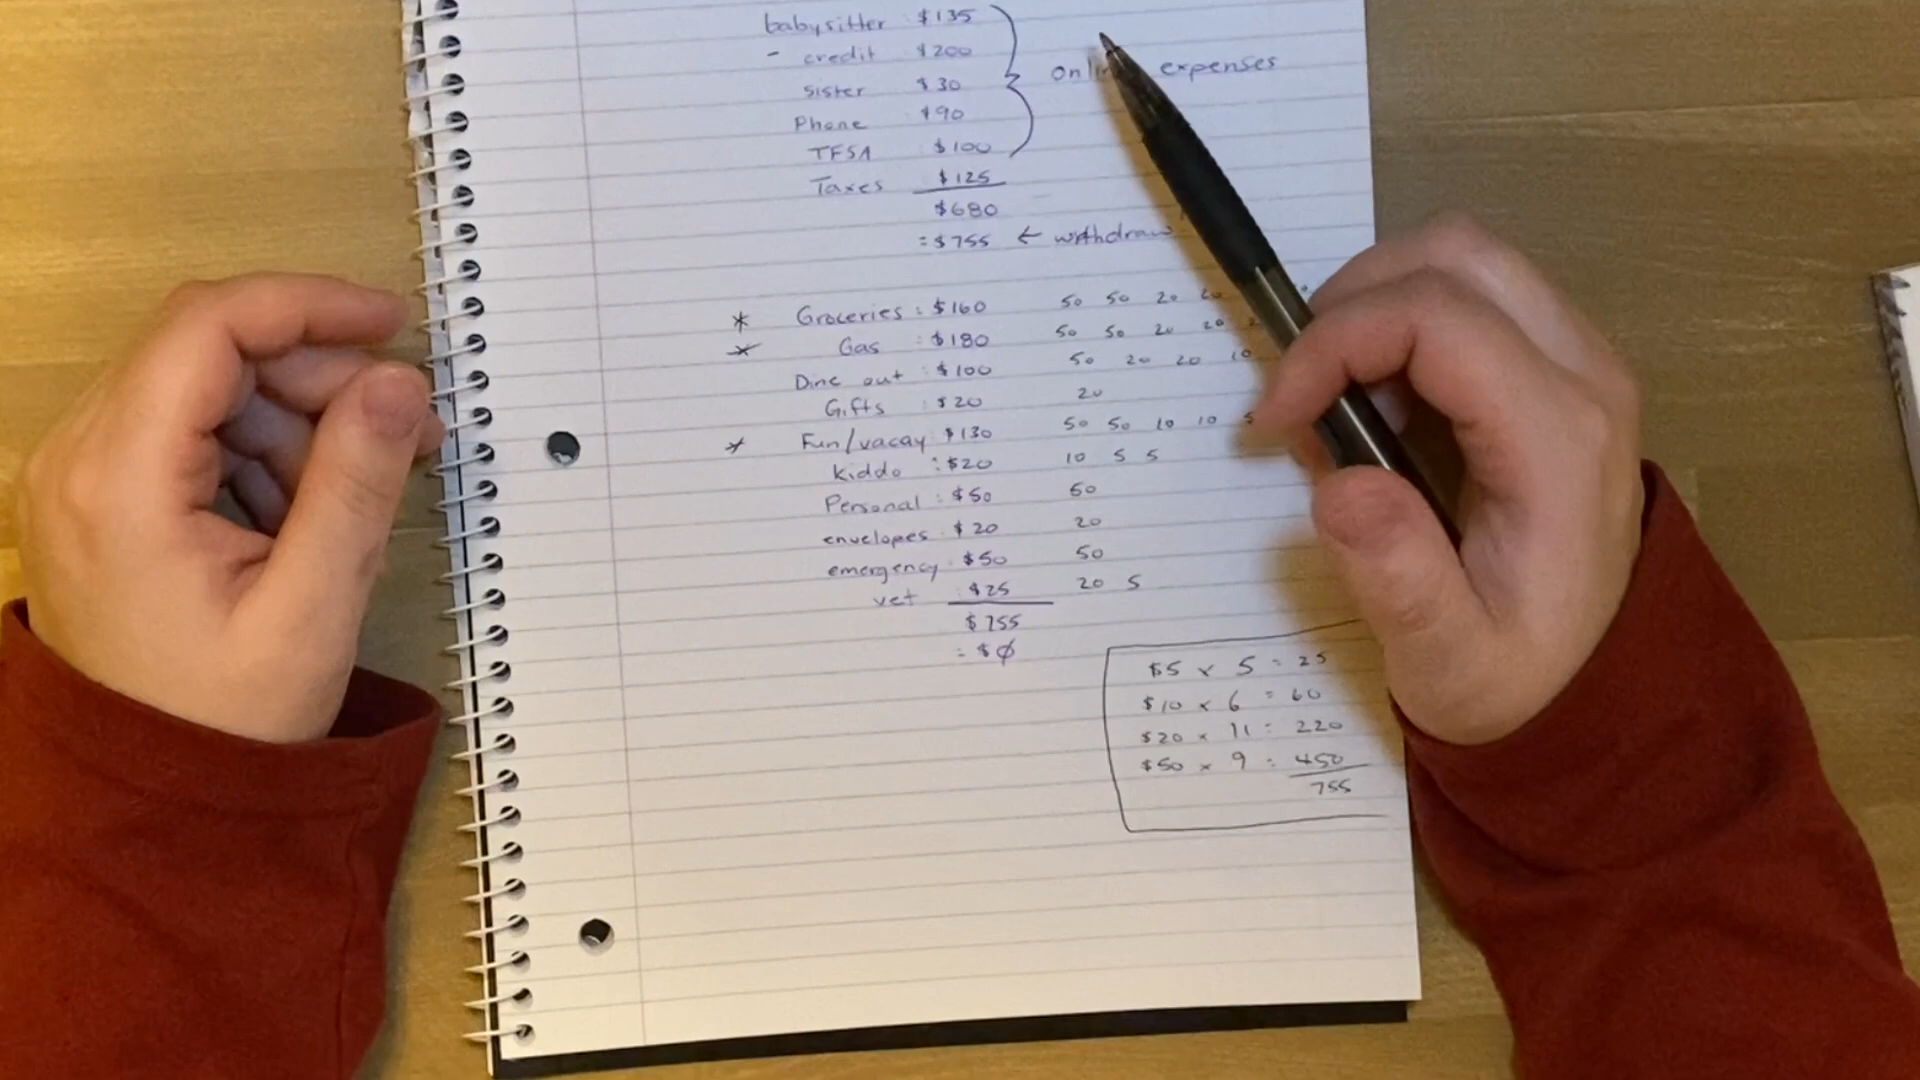 babysitter : $135
- credit $200
sister $30
Phone $90
TFSA $100
expenses
Taxes $125
$680
= $755 ← withdraw
* Groceries : $160 50 50 20 20
* Gas : $180 50 50 20 20
Dine out : $100 50 20 20 10
Gifts : $20 20
* Fun/vacay : $130 50 50 10 10
Kiddo : $20 10 5 5
Personal : $50 50
envelopes : $20 20
emergency : $50 50
vet : $25 20 5
$755
= $0
$5 x 5 = 25
$10 x 6 = 60
$20 x 11 = 220
$50 x 9 = 450
755